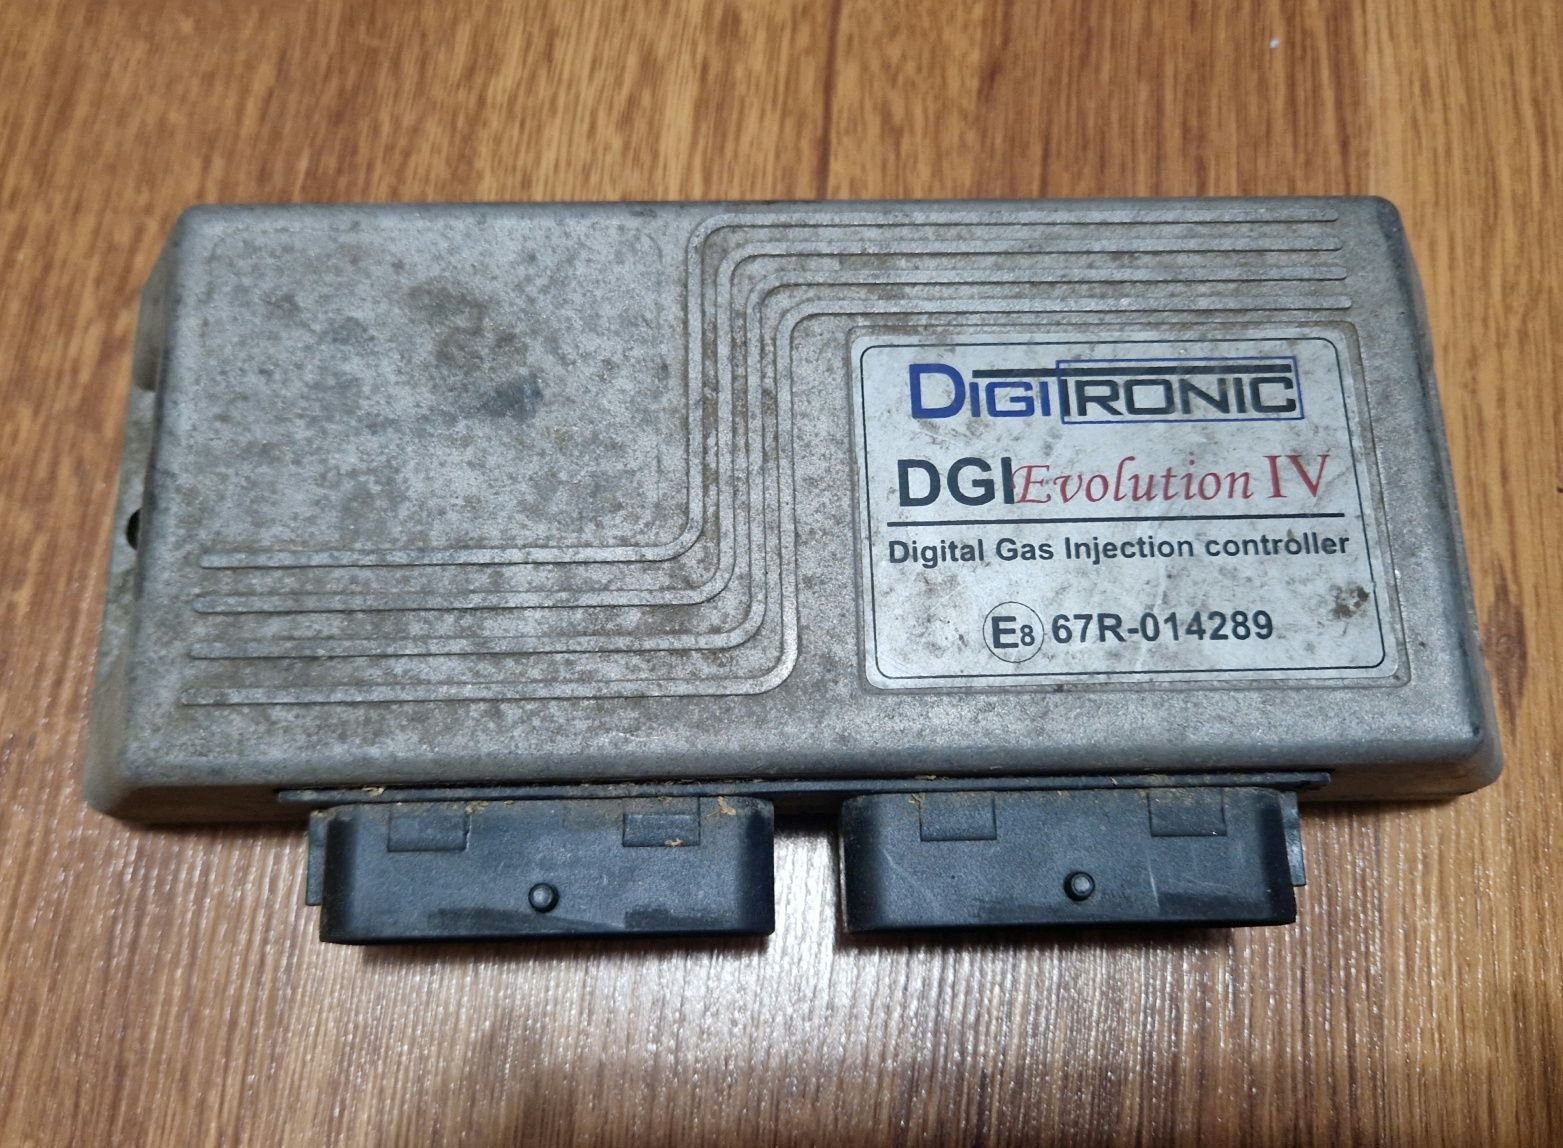 DIGITRONIC
DGI Evolution IV
Digital Gas Injection controller
E8 67R-014289